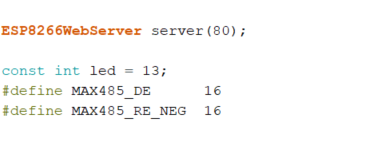 ESP8266WebServer server(80);
const int led = 13;
#define MAX485_DE      16
#define MAX485_RE_NEG  16